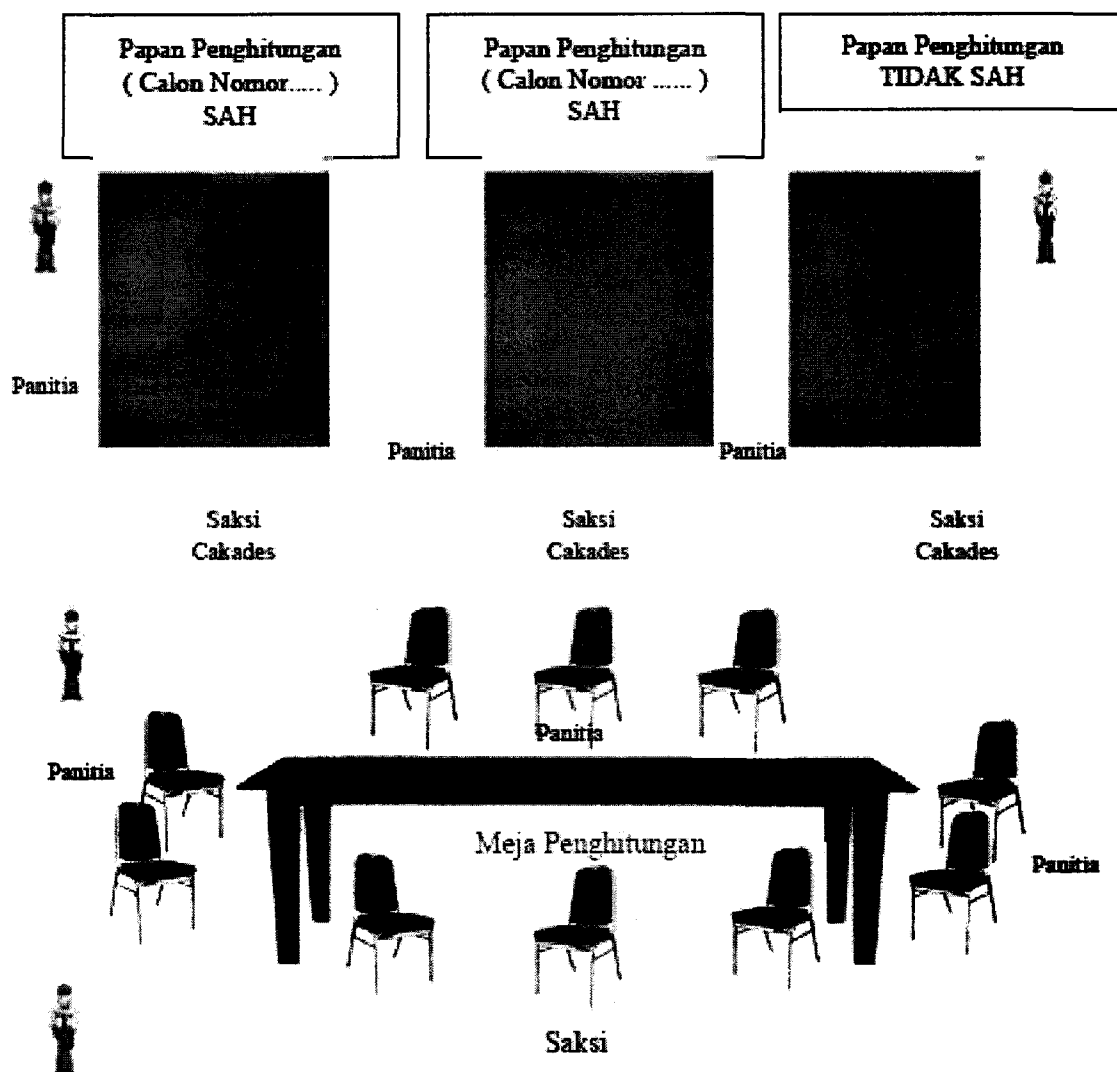 Papan Penghitungan
( Calon Nomor..... )
SAH
Papan Penghitungan
( Calon Nomor ...... )
SAH
Papan Penghitungan
TIDAK SAH
Panitia
Panitia
Panitia
Saksi
Cakades
Saksi
Cakades
Saksi
Cakades
Panitia
Panitia
Meja Penghitungan
Panitia
Saksi